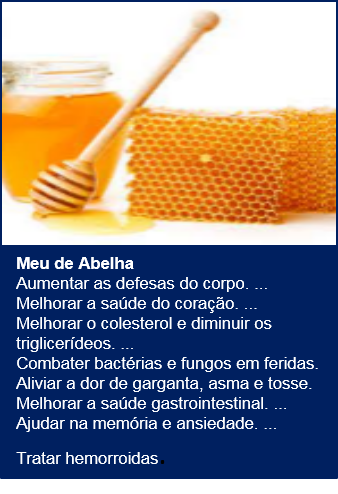 Meu de Abelha
Aumentar as defesas do corpo. ...
Melhorar a saúde do coração. ...
Melhorar o colesterol e diminuir os
triglicerídeos. ...
Combater bactérias e fungos em feridas.
Aliviar a dor de garganta, asma e tosse.
Melhorar a saúde gastrointestinal. ...
Ajudar na memória e ansiedade. ...
Tratar hemorroidas.